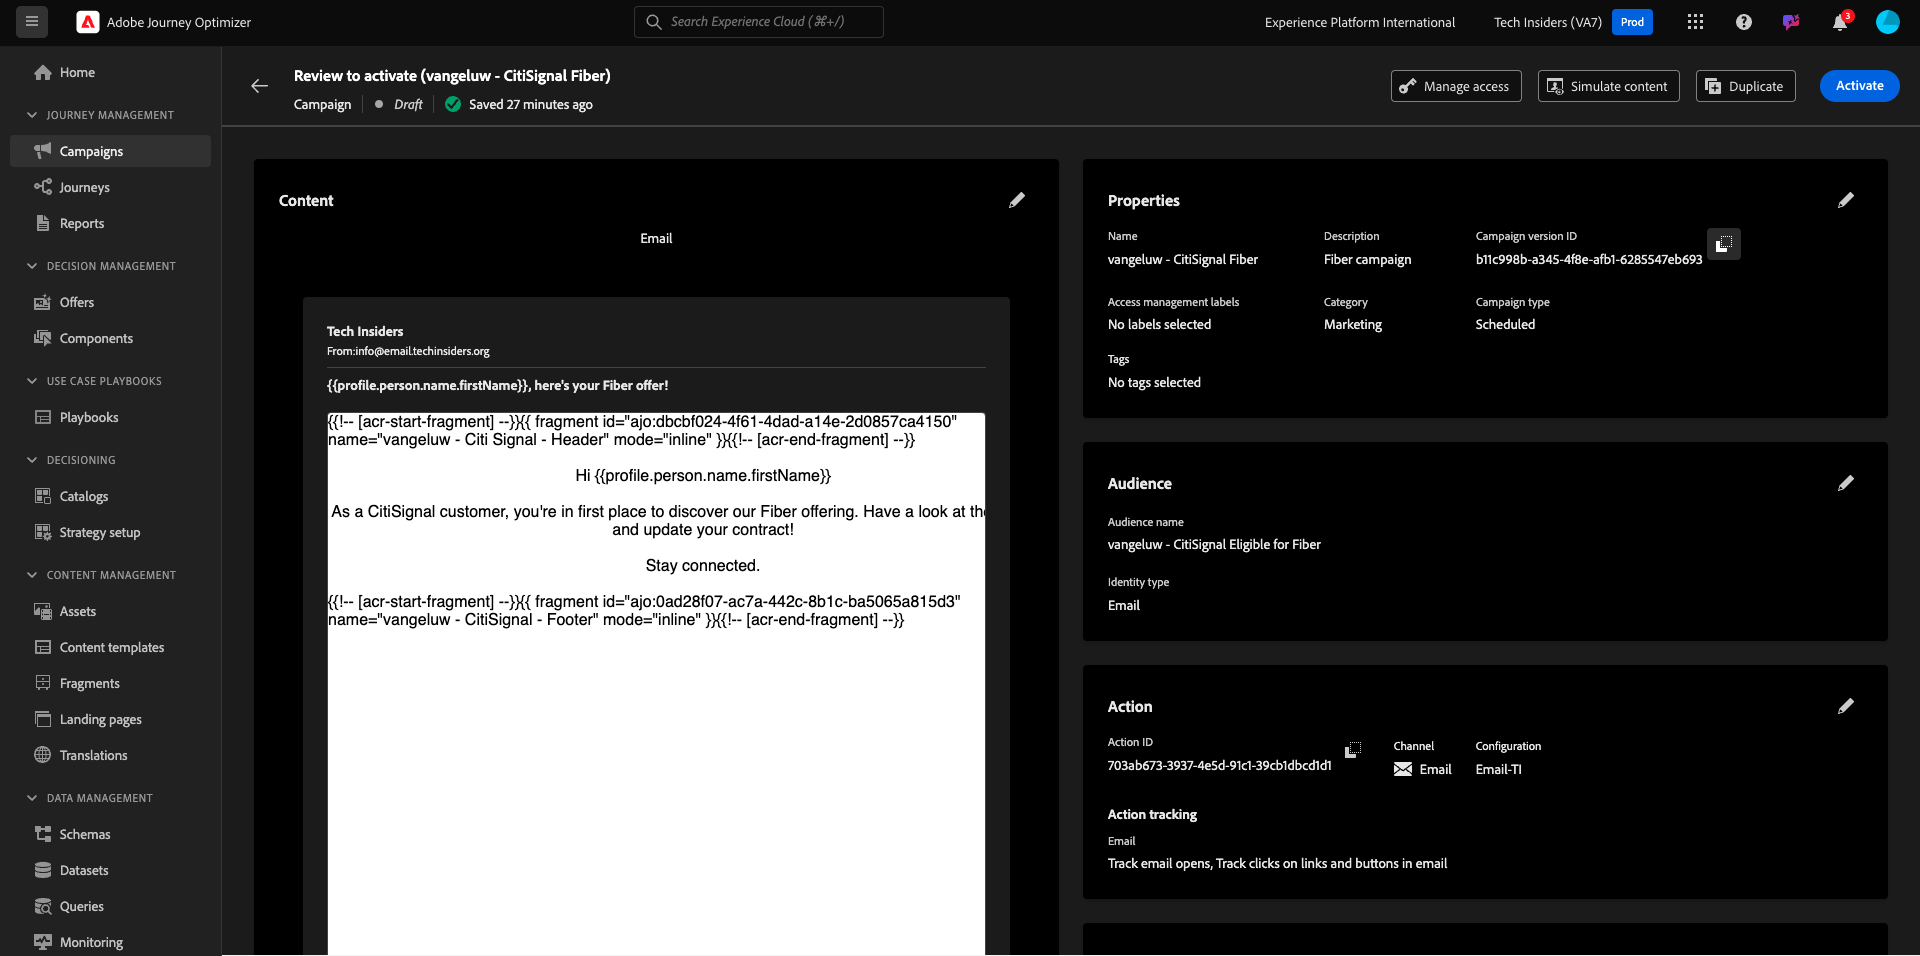 Adobe Journey Optimizer
Search Experience Cloud (⌘+/)
Experience Platform International
Tech Insiders (VA7)
Prod
3
Home
JOURNEY MANAGEMENT
Campaigns
Journeys
Reports
DECISION MANAGEMENT
Offers
Components
USE CASE PLAYBOOKS
Playbooks
DECISIONING
Catalogs
Strategy setup
CONTENT MANAGEMENT
Assets
Content templates
Fragments
Landing pages
Translations
DATA MANAGEMENT
Schemas
Datasets
Queries
Monitoring
Review to activate (vangeluw - CitiSignal Fiber)
Campaign
Draft
Saved 27 minutes ago
Manage access
Simulate content
Duplicate
Activate
Content
Email
Tech Insiders
From:info@email.techinsiders.org
{{profile.person.name.firstName}}, here's your Fiber offer!
{{!-- [acr-start-fragment] --}}{{ fragment id="ajo:dbcbf024-4f61-4dad-a14e-2d0857ca4150"
name="vangeluw - Citi Signal - Header" mode="inline" }}{{!-- [acr-end-fragment] --}}
Hi {{profile.person.name.firstName}}
As a CitiSignal customer, you're in first place to discover our Fiber offering. Have a look at the
and update your contract!
Stay connected.
{{!-- [acr-start-fragment] --}}{{ fragment id="ajo:0ad28f07-ac7a-442c-8b1c-ba5065a815d3"
name="vangeluw - CitiSignal - Footer" mode="inline" }}{{!-- [acr-end-fragment] --}}
Properties
Name
vangeluw - CitiSignal Fiber
Description
Fiber campaign
Campaign version ID
b11c998b-a345-4f8e-afb1-6285547eb693
Access management labels
No labels selected
Category
Marketing
Campaign type
Scheduled
Tags
No tags selected
Audience
Audience name
vangeluw - CitiSignal Eligible for Fiber
Identity type
Email
Action
Action ID
703ab673-3937-4e5d-91c1-39cb1dbcd1d1
Channel
Email
Configuration
Email-TI
Action tracking
Email
Track email opens, Track clicks on links and buttons in email